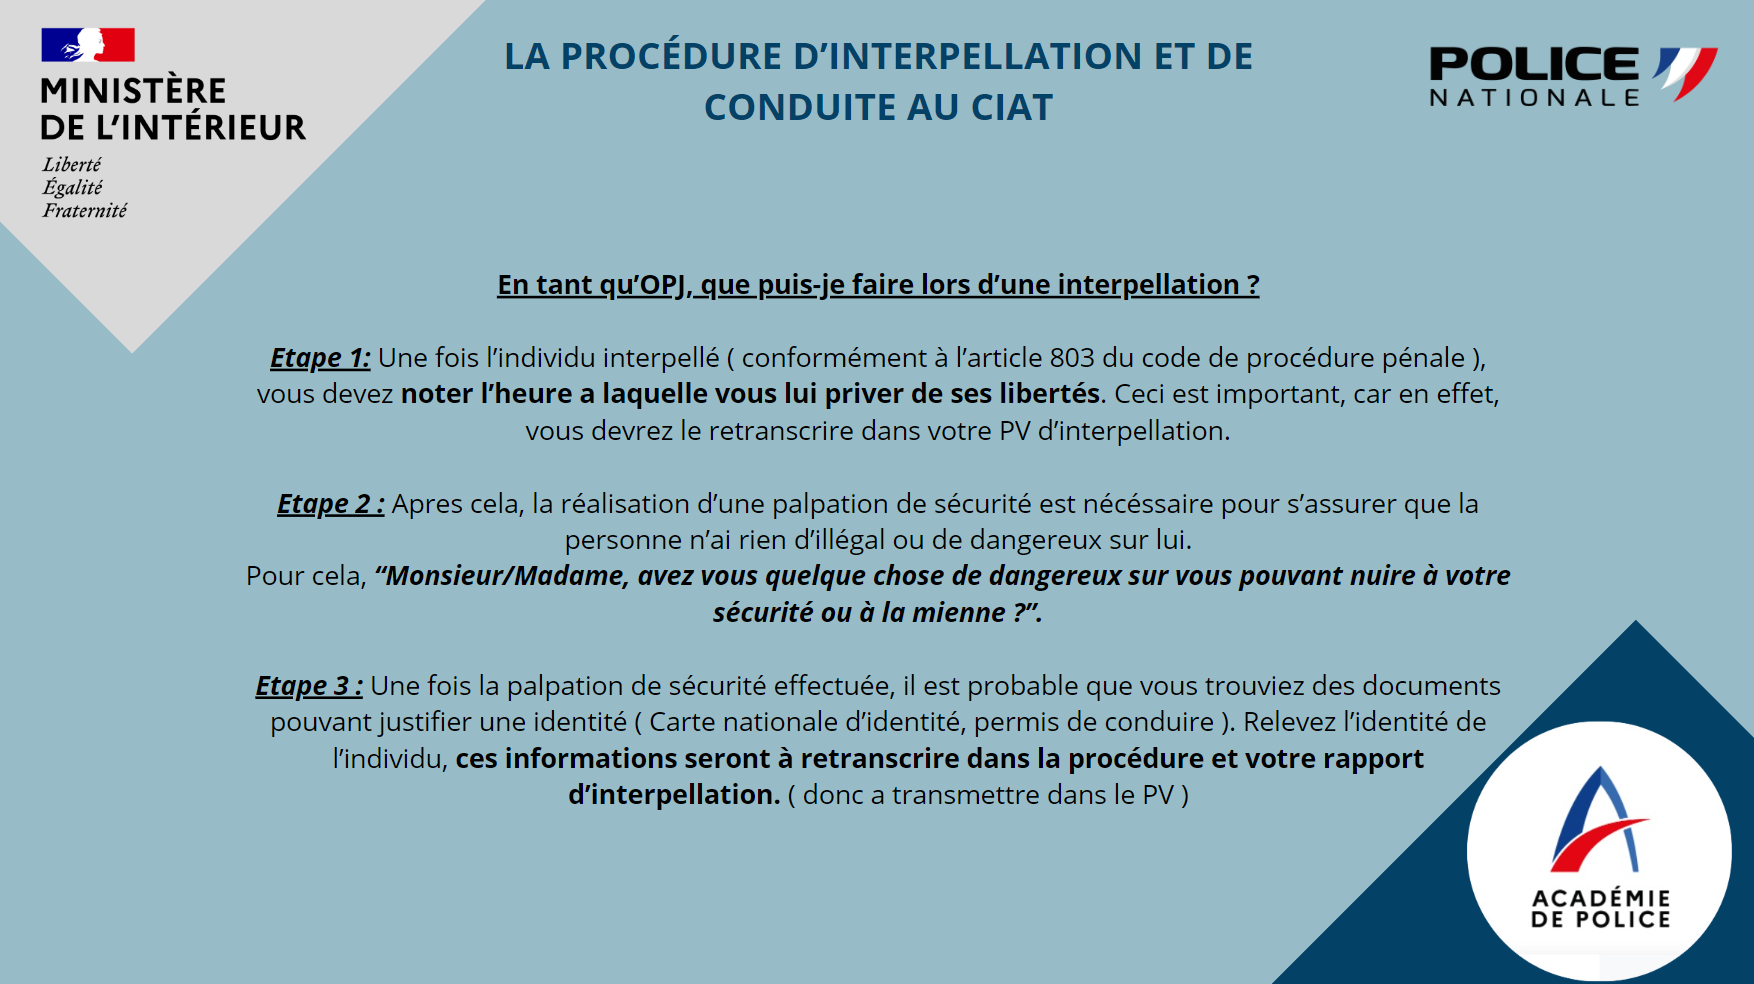 MINISTÈRE
DE L'INTÉRIEUR
Liberté
Égalité
Fraternité
LA PROCÉDURE D’INTERPELLATION ET DE
CONDUITE AU CIAT
POLICE
NATIONALE
En tant qu’OPJ, que puis-je faire lors d’une interpellation ?
Etape 1: Une fois l’individu interpellé ( conformément à l’article 803 du code de procédure pénale ),
vous devez noter l’heure a laquelle vous lui priver de ses libertés. Ceci est important, car en effet,
vous devrez le retranscrire dans votre PV d’interpellation.
Etape 2 : Apres cela, la réalisation d’une palpation de sécurité est nécéssaire pour s’assurer que la
personne n’ai rien d’illégal ou de dangereux sur lui.
Pour cela, “Monsieur/Madame, avez vous quelque chose de dangereux sur vous pouvant nuire à votre
sécurité ou à la mienne ?”.
Etape 3 : Une fois la palpation de sécurité effectuée, il est probable que vous trouviez des documents
pouvant justifier une identité ( Carte nationale d’identité, permis de conduire ). Relevez l’identité de
l’individu, ces informations seront à retranscrire dans la procédure et votre rapport
d’interpellation. ( donc a transmettre dans le PV )
ACADÉMIE
DE POLICE